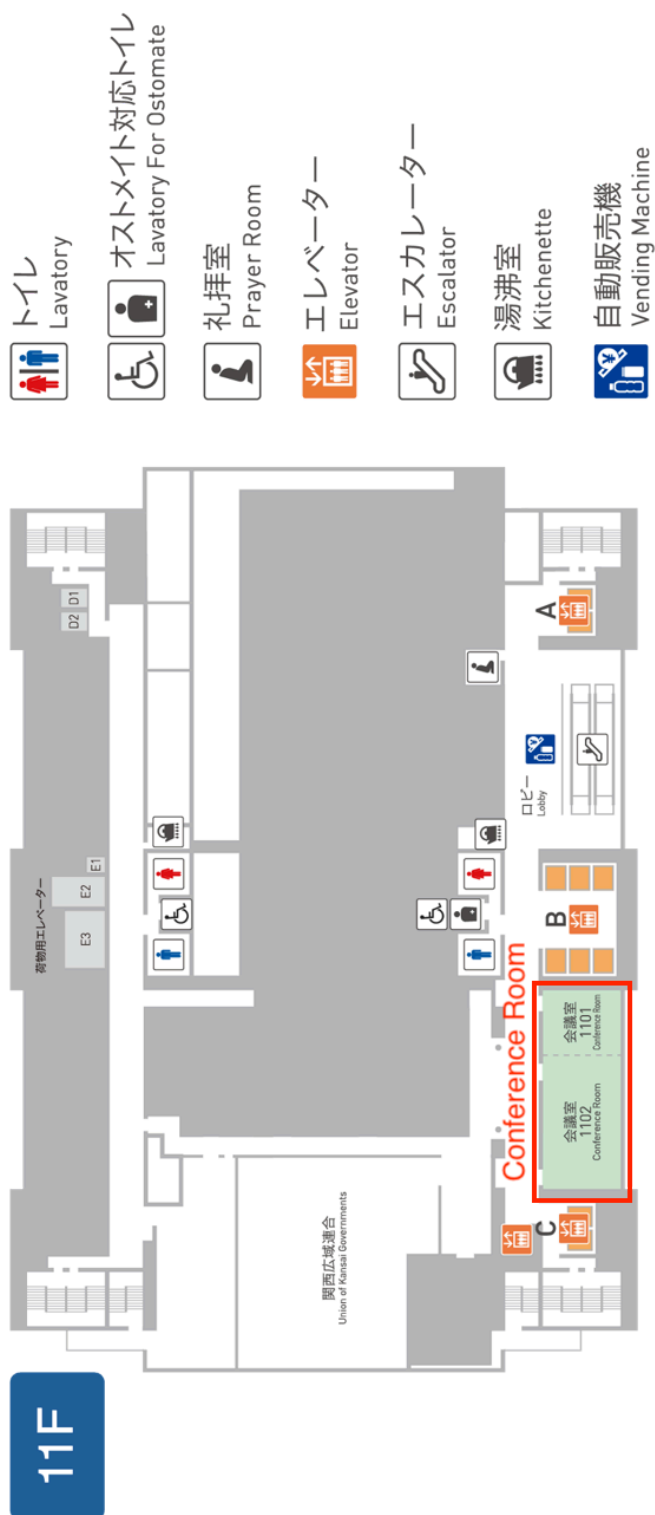 11F
荷物用エレベーター
E3
E2
E1
D2
D1
関西広域連合
Union of Kansai Governments
Conference Room
C
会議室
1102
Conference Room
会議室
1101
Conference Room
B
ロビー
Lobby
A
トイレ
Lavatory
オストメイト対応トイレ
Lavatory For Ostomate
礼拝室
Prayer Room
エレベーター
Elevator
エスカレーター
Escalator
湯沸室
Kitchenette
自動販売機
Vending Machine